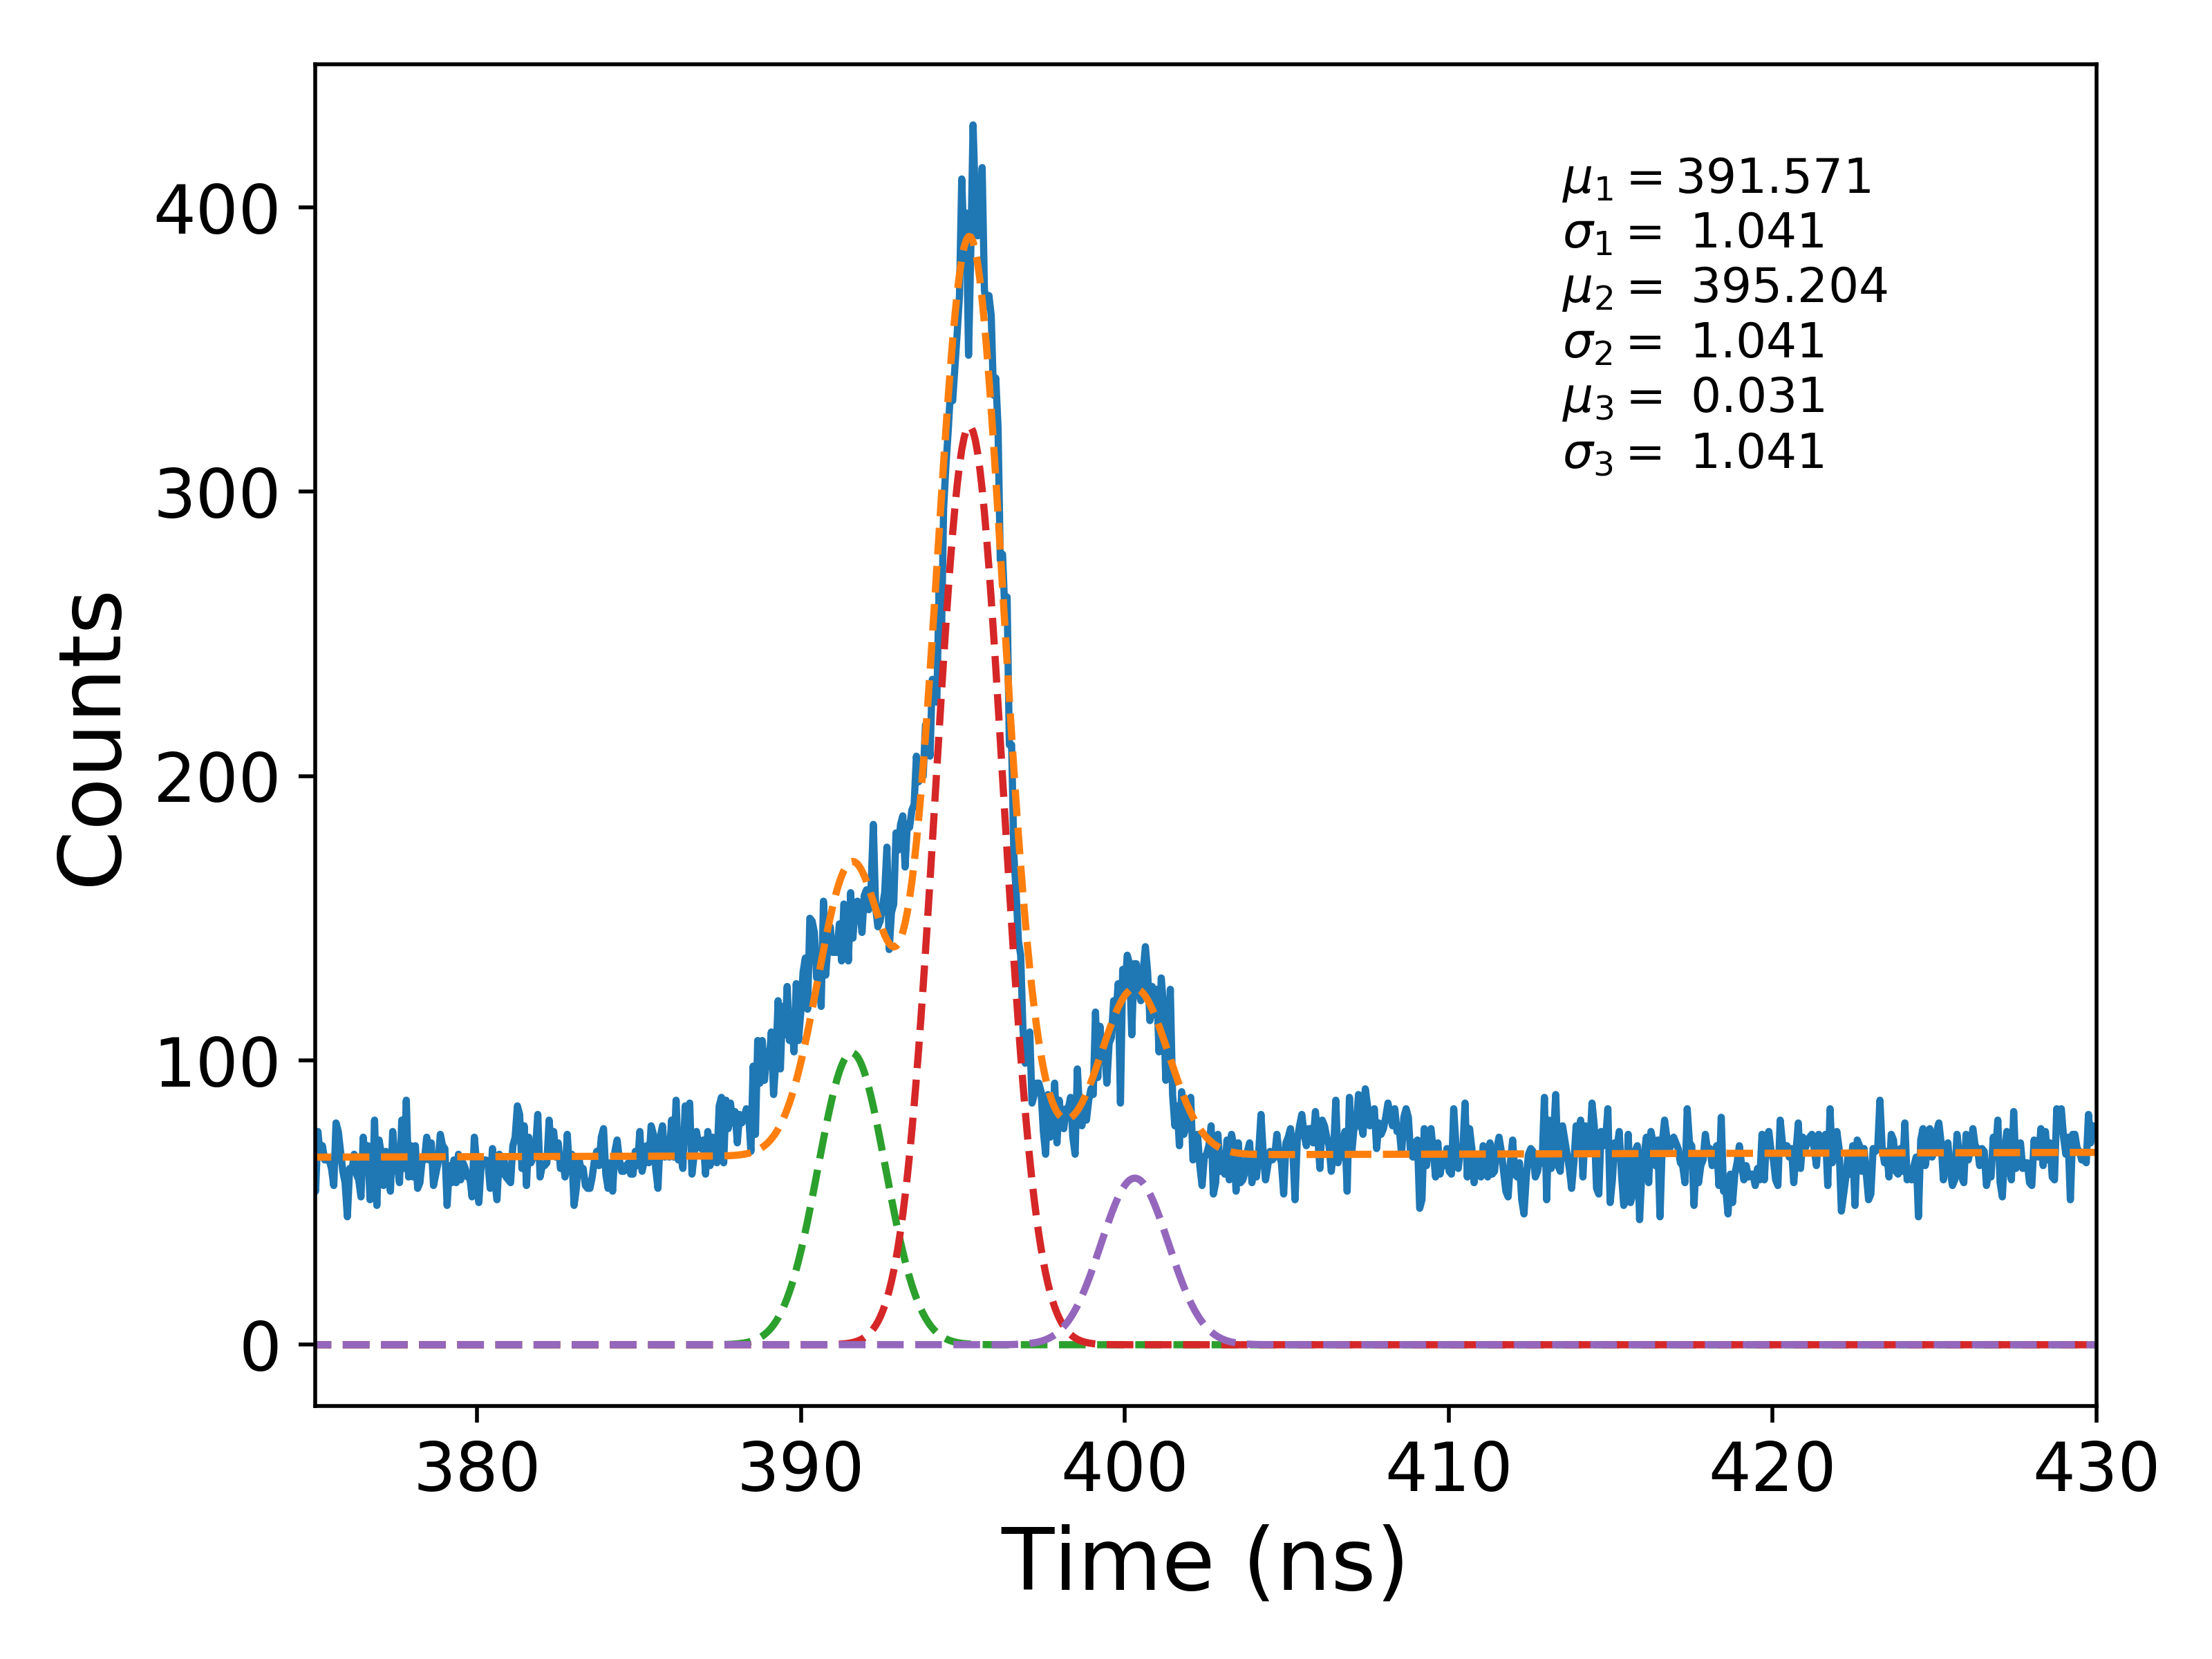 μ₁ = 391.571
σ₁ = 1.041
μ₂ = 395.204
σ₂ = 1.041
μ₃ = 0.031
σ₃ = 1.041
400
300
200
100
0
Counts
380 390 400 410 420 430
Time (ns)